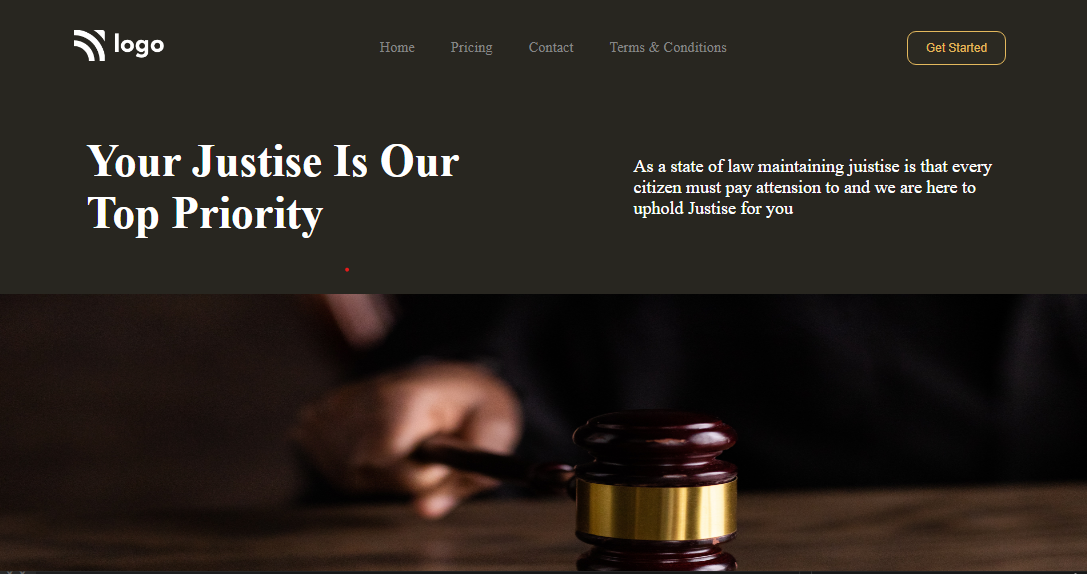 logo
Home
Pricing
Contact
Terms & Conditions
Get Started
Your Justise Is Our
Top Priority
As a state of law maintaining juistise is that every
citizen must pay attension to and we are here to
uphold Justise for you